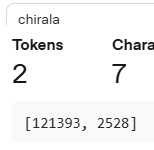 chirala
Tokens Chara
2 7
[121393, 2528]